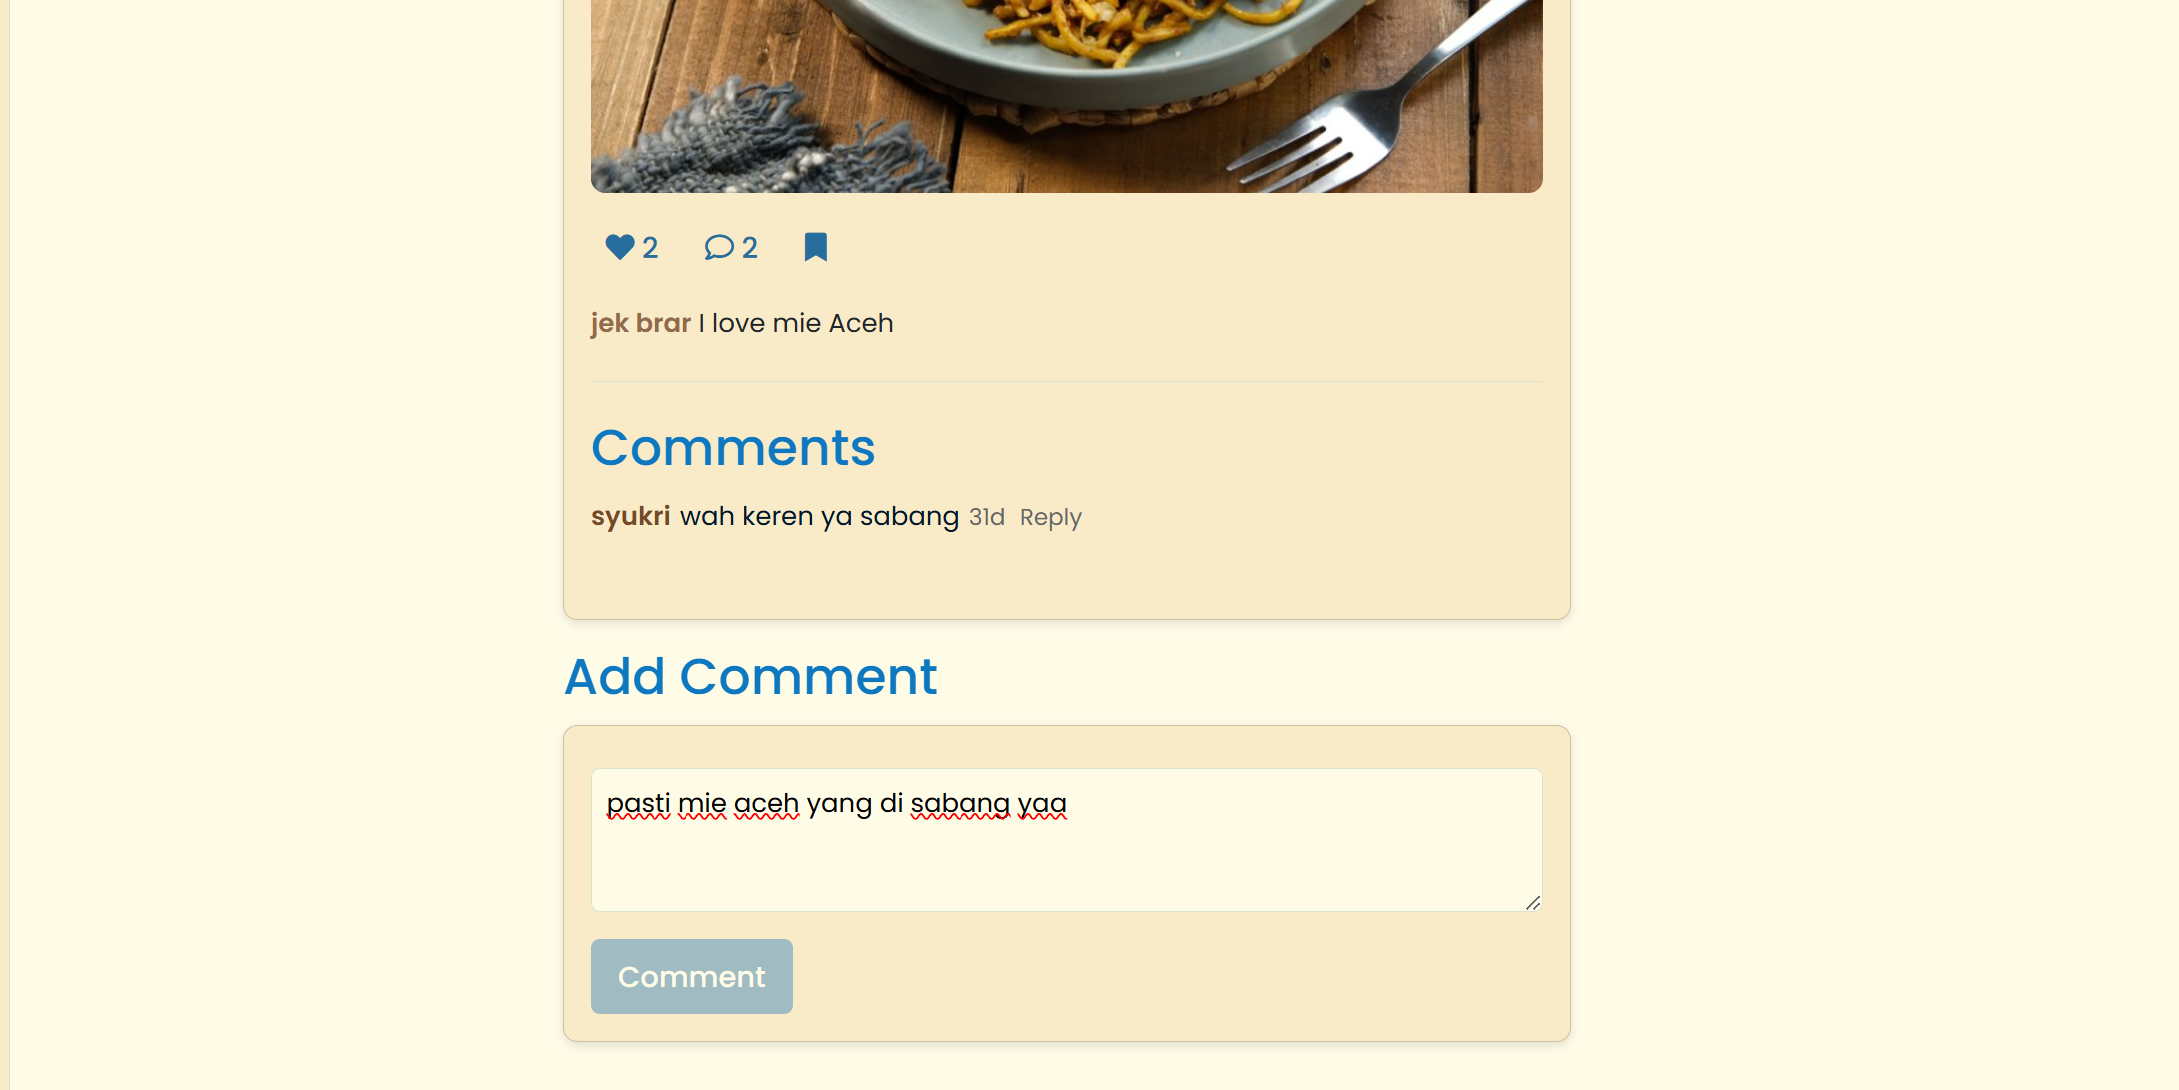 2 2
jek brar I love mie Aceh
Comments
syukri wah keren ya sabang 31d Reply
Add Comment
pasti mie aceh yang di sabang yaa
Comment